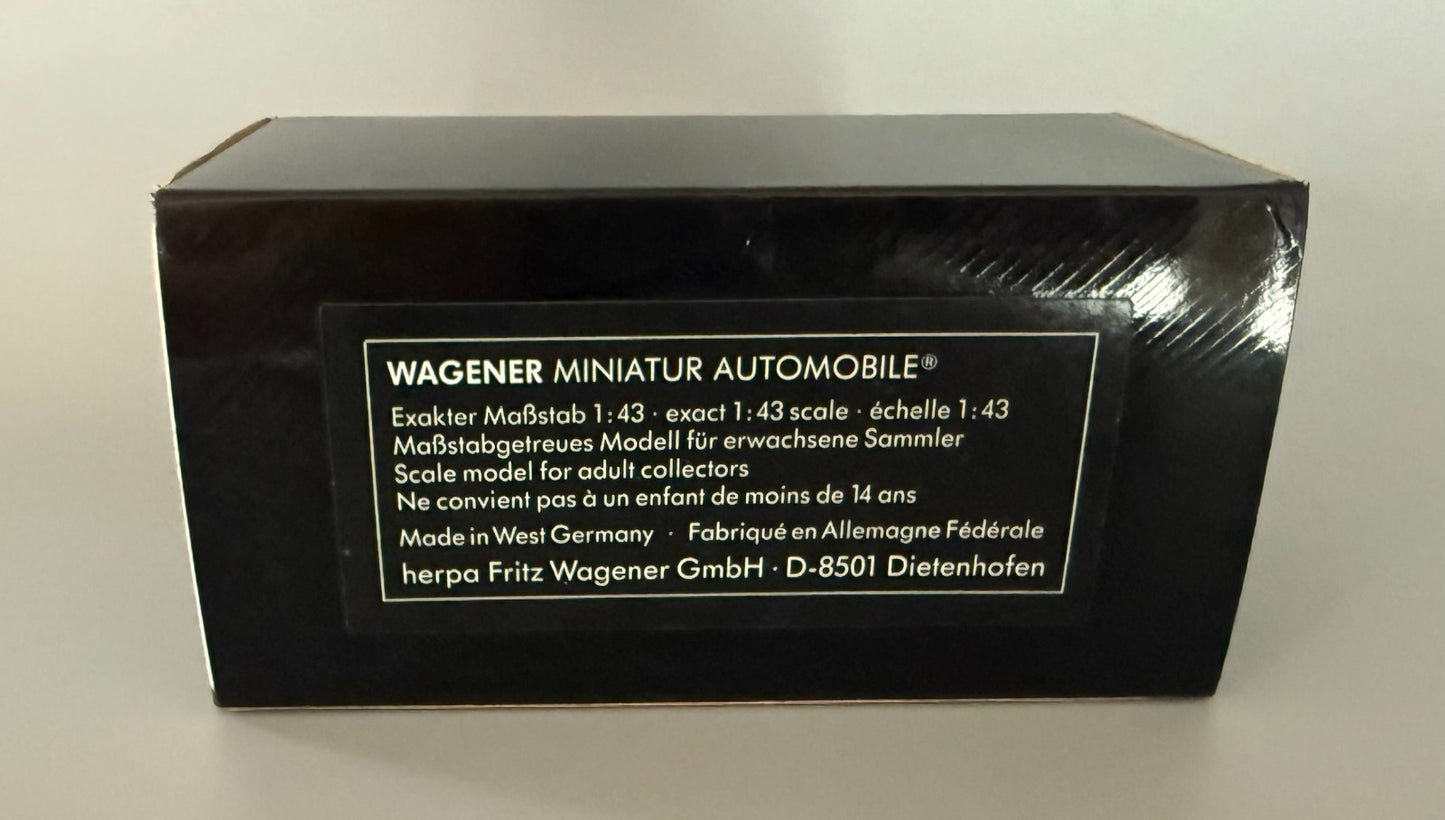 WAGENER MINIATUR AUTOMOBILE®
Exakter Maßstab 1:43 · exact 1:43 scale · échelle 1:43
Maßstabgetreues Modell für erwachsene Sammler
Scale model for adult collectors
Ne convient pas à un enfant de moins de 14 ans
Made in West Germany · Fabriqué en Allemagne Fédérale
herpa Fritz Wagener GmbH · D-8501 Dietenhofen